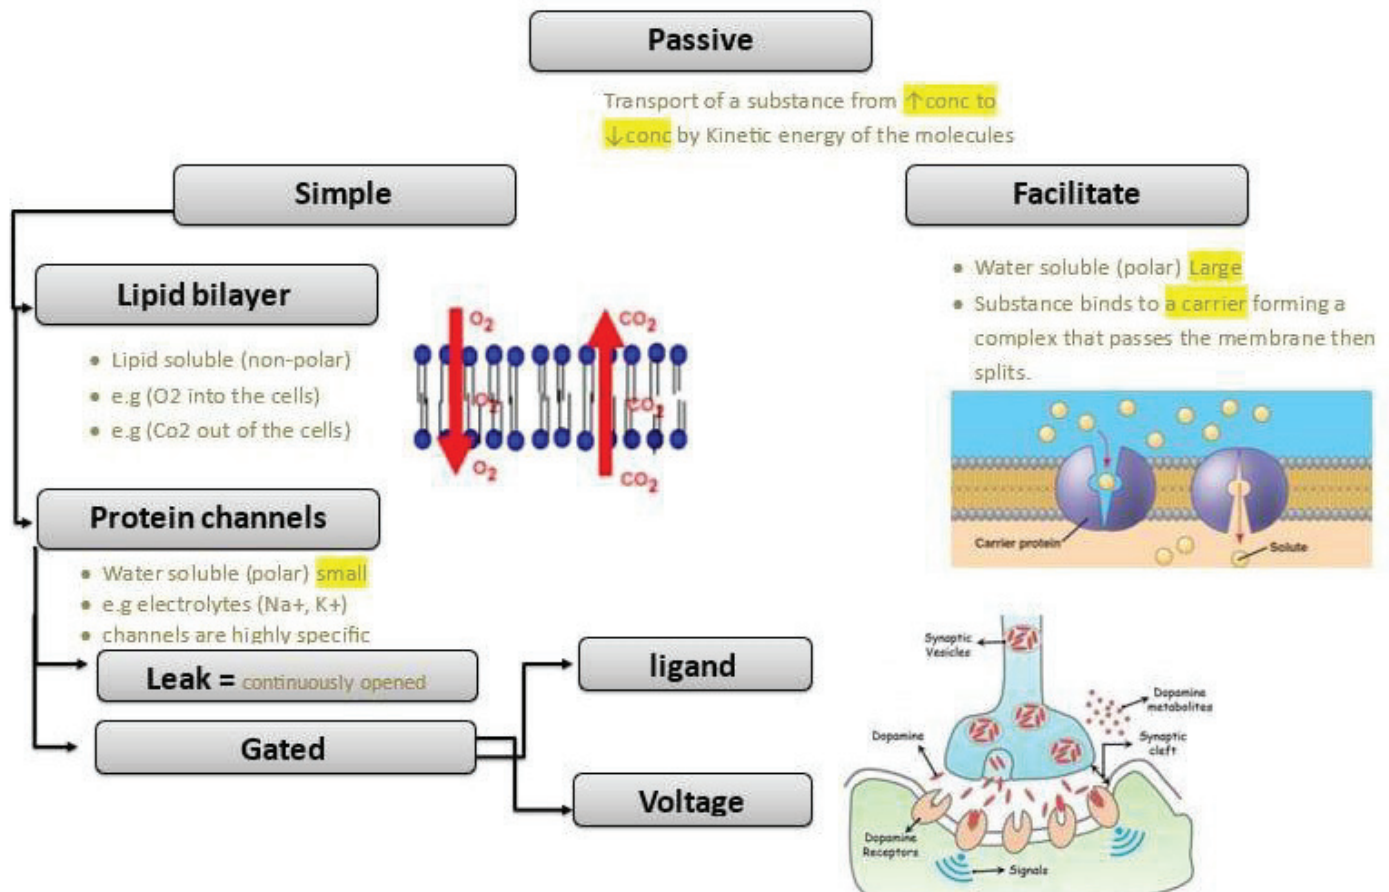 Passive
Transport of a substance from ↑conc to
↓conc by Kinetic energy of the molecules
Simple
Lipid bilayer
• Lipid soluble (non-polar)
• e.g (O2 into the cells)
• e.g (Co2 out of the cells)
O₂
O₂
O₂
CO₂
CO₂
CO₂
Protein channels
• Water soluble (polar) small
• e.g electrolytes (Na+, K+)
• channels are highly specific
Leak = continuously opened
Gated
ligand
Voltage
Facilitate
• Water soluble (polar) Large
• Substance binds to a carrier forming a
complex that passes the membrane then
splits.
Carrier protein
Solute
Synaptic
Vesicles
Dopamine
metabolites
Dopamine
Synaptic
cleft
Dopamine
Receptors
Signals